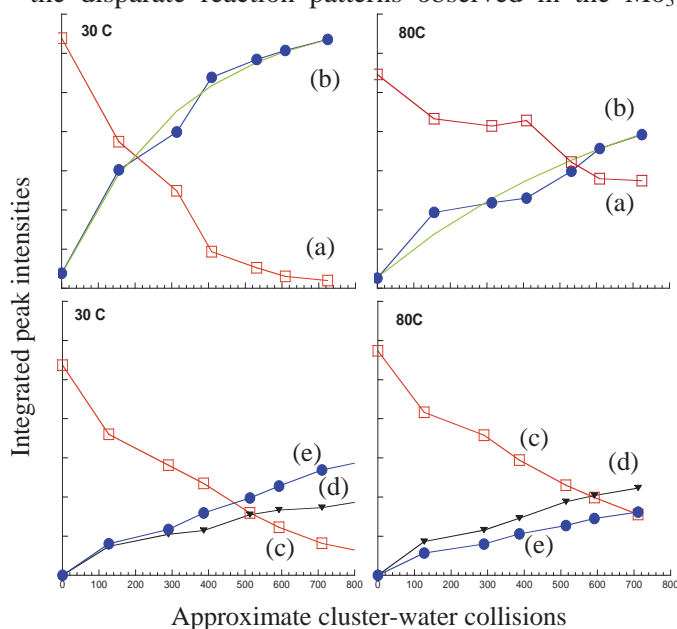 the disparate reaction patterns observed in the Mo3
30 C
(b)
(a)
80C
(b)
(a)
Integrated peak intensities
30 C
(e)
(d)
(c)
80C
(c)
(d)
(e)
0 100 200 300 400 500 600 700 800
0 100 200 300 400 500 600 700 800
Approximate cluster-water collisions